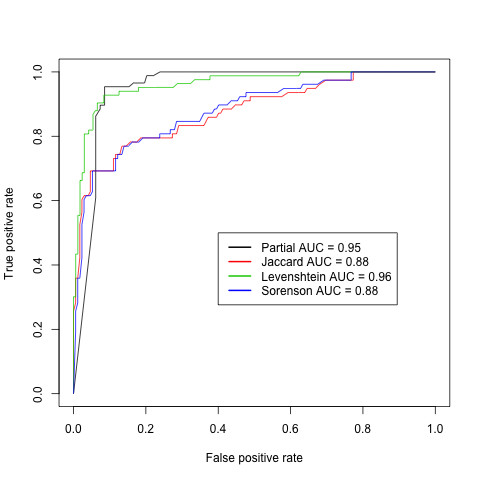 1.0
0.8
0.6
0.4
0.2
0.0
True positive rate
Partial AUC = 0.95
Jaccard AUC = 0.88
Levenshtein AUC = 0.96
Sorenson AUC = 0.88
0.0 0.2 0.4 0.6 0.8 1.0
False positive rate